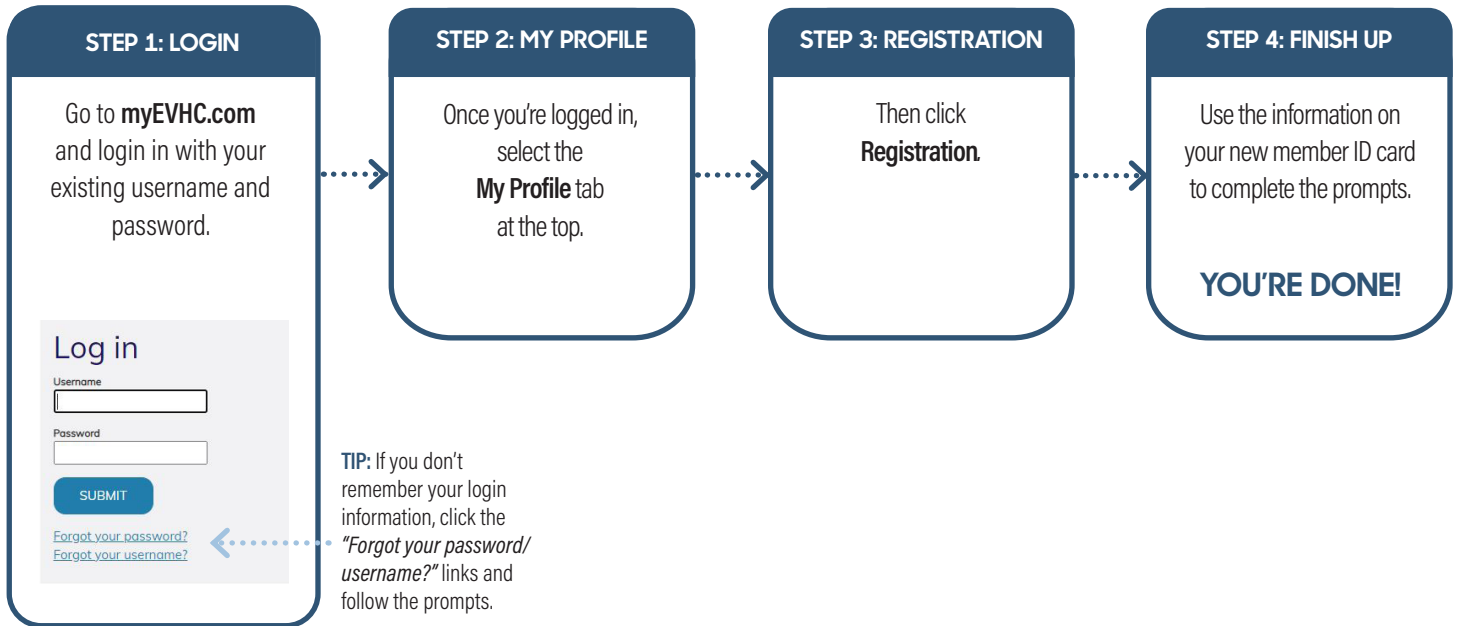 STEP 1: LOGIN
Go to myEVHC.com
and login in with your
existing username and
password.
Log in
Username
Password
SUBMIT
Forgot your password?
Forgot your username?
TIP: If you don't
remember your login
information, click the
"Forgot your password/
username?" links and
follow the prompts.
STEP 2: MY PROFILE
Once you're logged in,
select the
My Profile tab
at the top.
STEP 3: REGISTRATION
Then click
Registration.
STEP 4: FINISH UP
Use the information on
your new member ID card
to complete the prompts.
YOU'RE DONE!